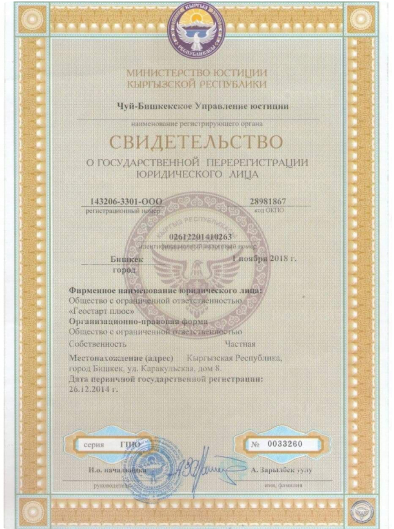 МИНИСТЕРСТВО ЮСТИЦИИ
КЫРГЫЗСКОЙ РЕСПУБЛИКИ
Чуй-Бишкекское Управление юстиции
наименование регистрирующего органа
СВИДЕТЕЛЬСТВО
О ГОСУДАРСТВЕННОЙ ПЕРЕРЕГИСТРАЦИИ
ЮРИДИЧЕСКОГО ЛИЦА
143206-3301-ООО 28981867
регистрационный номер код ОКПО
02612201410263
идентификационный налоговый номер
Бишкек 1 ноября 2018 г.
город
Фирменное наименование юридического лица:
Общество с ограниченной ответственностью
«Геостарт плюс»
Организационно-правовая форма
Общество с ограниченной ответственностью
Собственность Частная
Местонахождение (адрес) Кыргызская Республика,
город Бишкек, ул. Каракульская, дом 8.
Дата первичной государственной регистрации:
26.12.2014 г.
серия ГПЮ № 0033260
И.о. начальника А. Зарылбек уулу
руководитель имя, фамилия